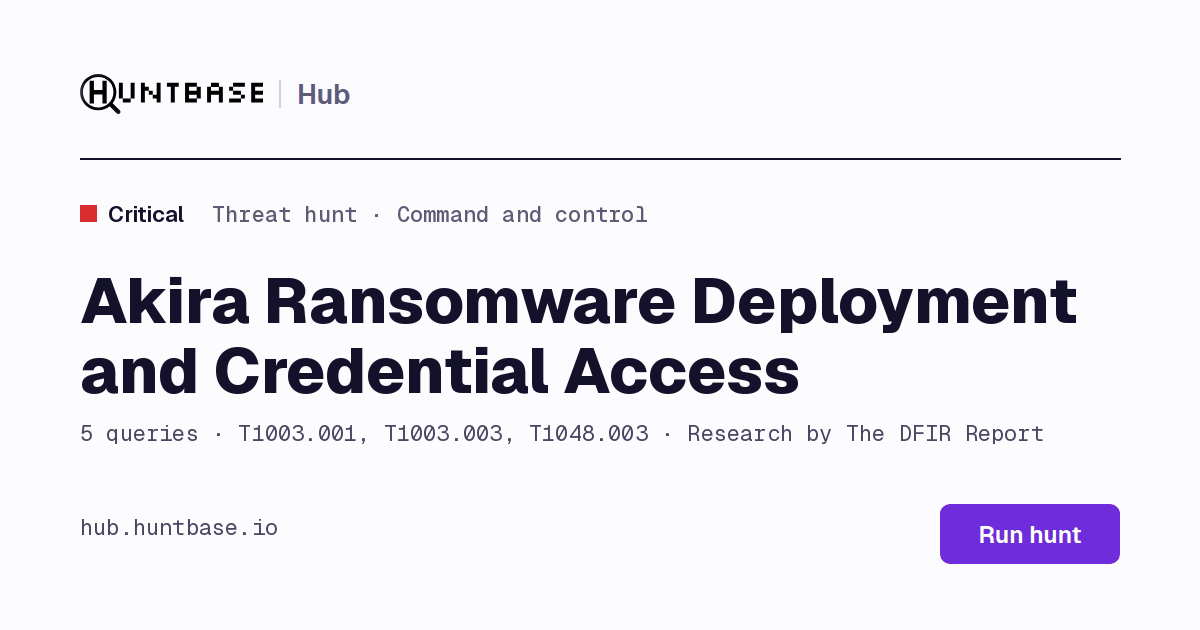 HUNTBASE Hub
Critical Threat hunt · Command and control
Akira Ransomware Deployment
and Credential Access
5 queries · T1003.001, T1003.003, T1048.003 · Research by The DFIR Report
hub.huntbase.io
Run hunt